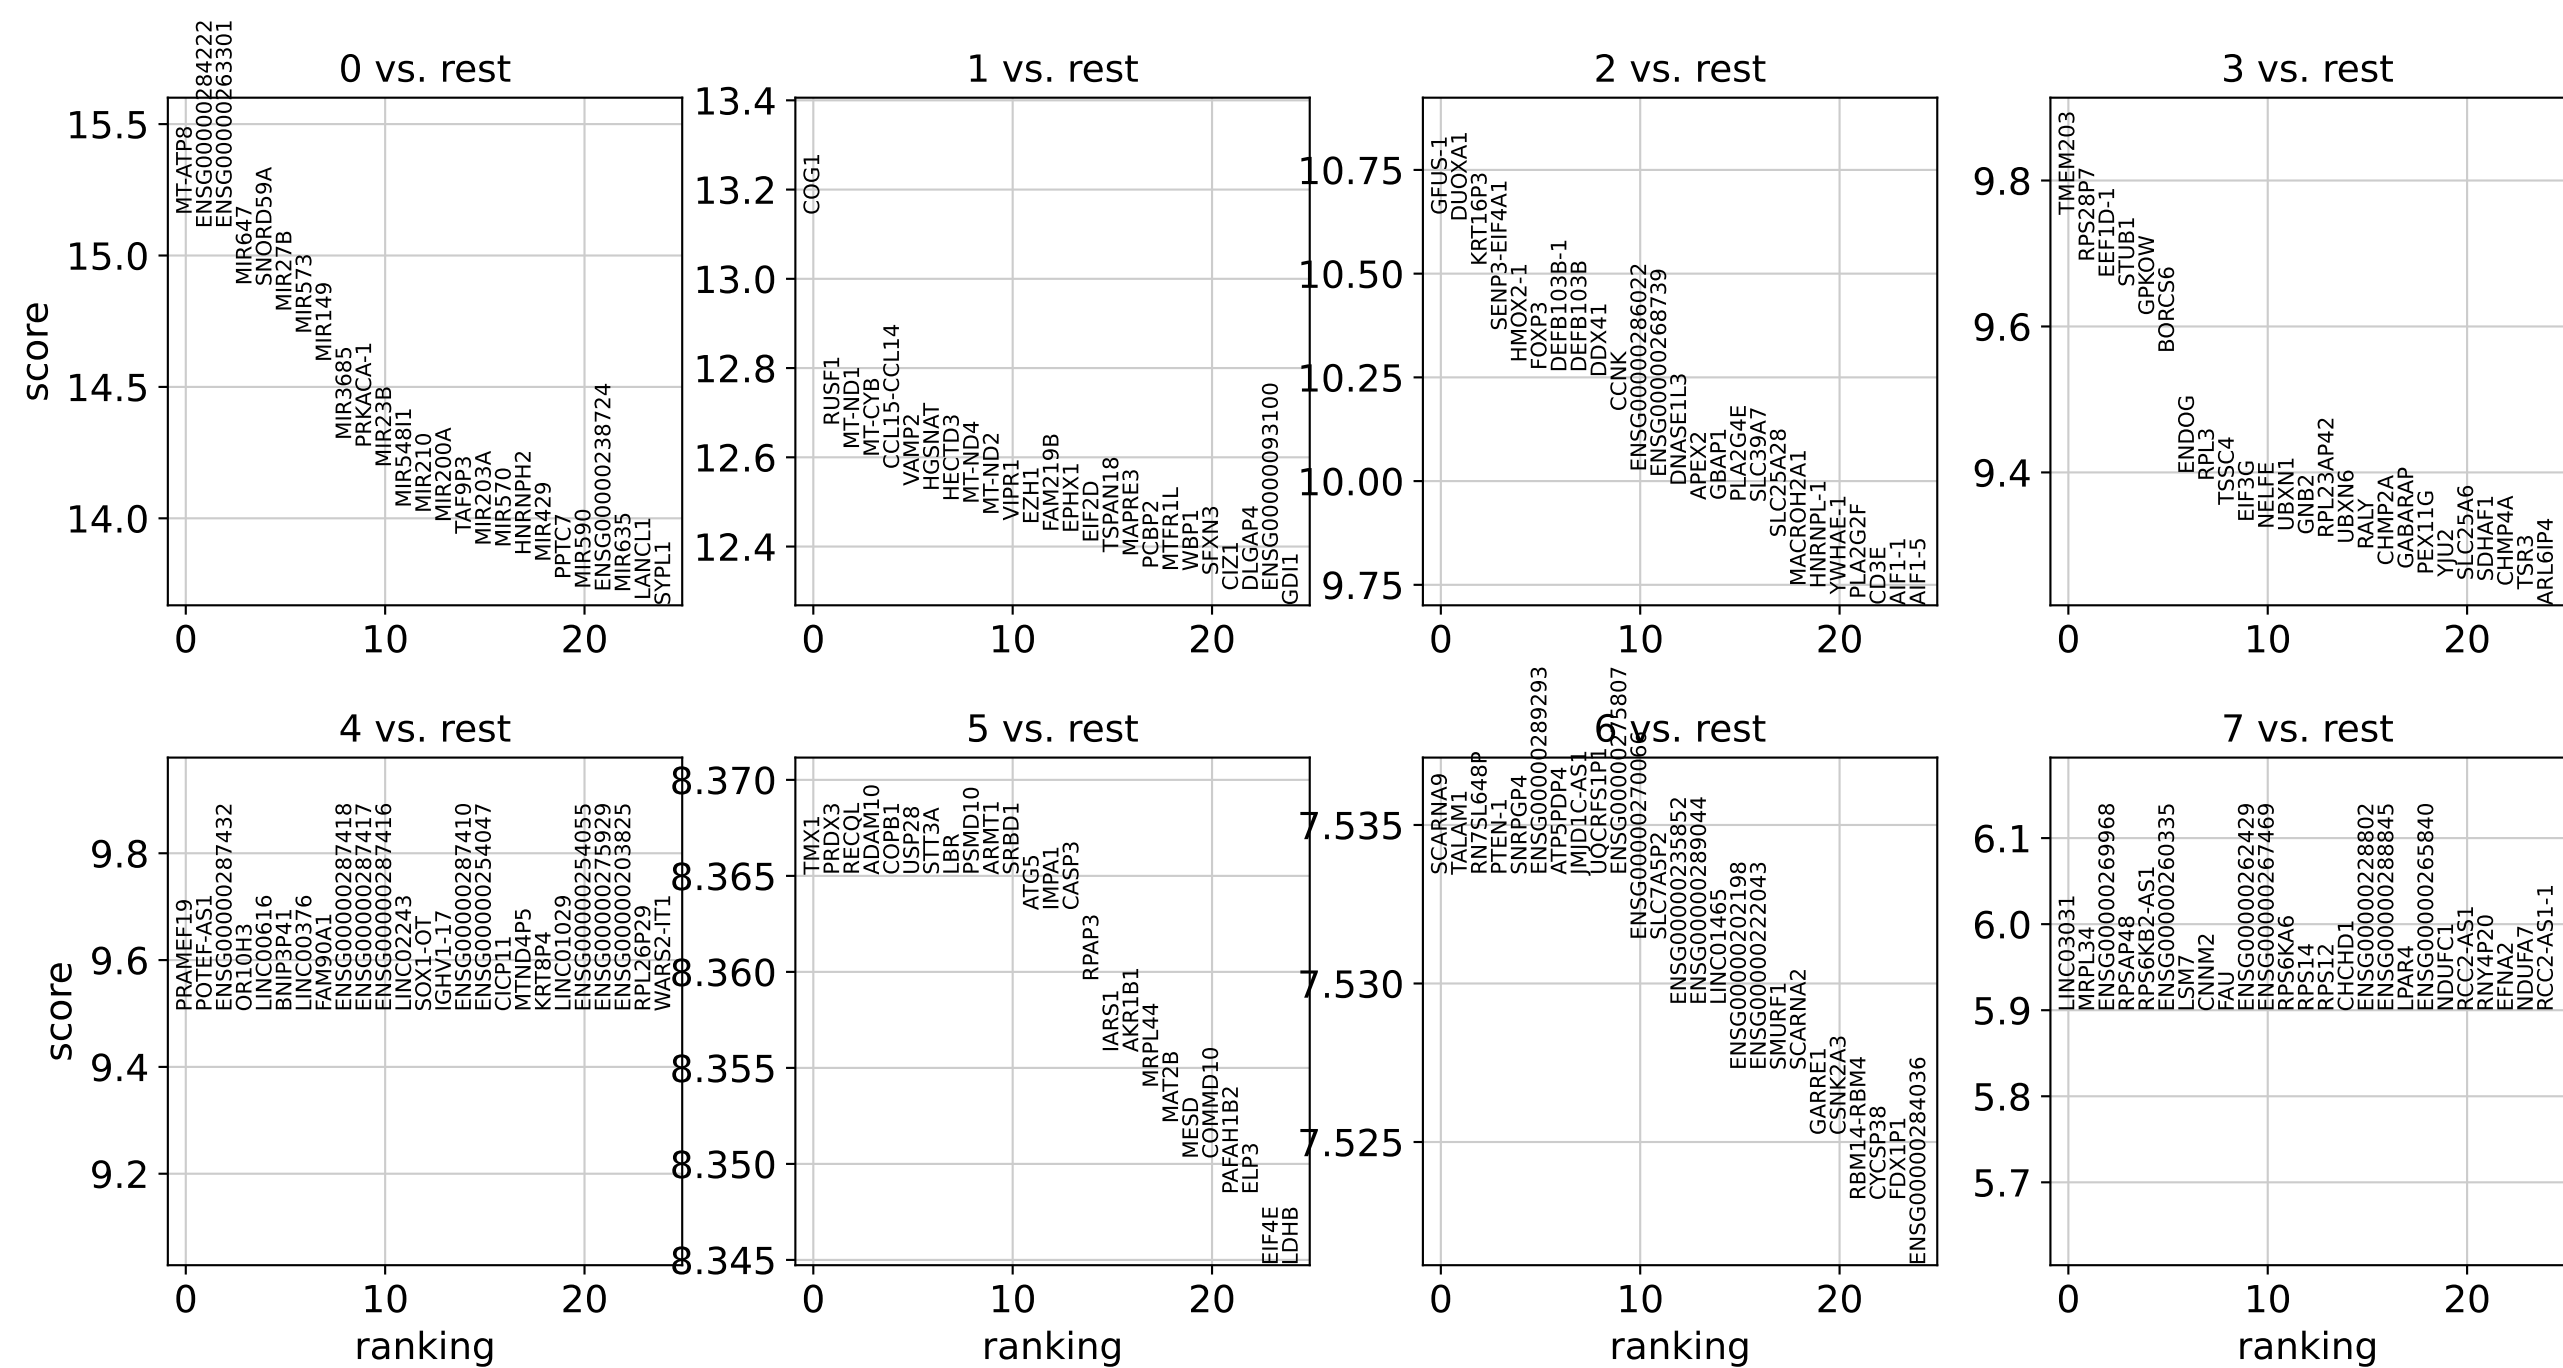 0 vs. rest
score
15.5
15.0
14.5
14.0
MT-ATP8
ENSG00000284222
ENSG00000263301
MIR647
SNORD59A
MIR27B
MIR573
MIR149
MIR3685
PRKACA-1
MIR23B
MIR548I1
MIR210
MIR200A
TAF9P3
MIR203A
MIR570
HNRNPH2
MIR429
PPTC7
MIR590
ENSG00000238724
MIR635
LANCL1
SYPL1
0 10 20
1 vs. rest
13.4
13.2
13.0
12.8
12.6
12.4
COG1
RUSF1
MT-ND1
MT-CYB
CCL15-CCL14
VAMP2
HGSNAT
HECTD3
MT-ND4
MT-ND2
VIPR1
EZH1
FAM219B
EPHX1
EIF2D
TSPAN18
MAPRE3
PCBP2
MTFR1L
WBP1
SFXN3
CIZ1
DLGAP4
ENSG00000093100
GDI1
0 10 20
2 vs. rest
10.75
10.50
10.25
10.00
9.75
GFUS-1
DUOXA1
KRT16P3
SENP3-EIF4A1
HMOX2-1
FOXP3
DEFB103B-1
DEFB103B
DDX41
CCNK
ENSG00000286022
ENSG00000268739
DNASE1L3
APEX2
GBAP1
PLA2G4E
SLC39A7
SLC25A28
MACROH2A1
HNRNPL-1
YWHAE-1
PLA2G2F
CD3E
AIF1-1
AIF1-5
0 10 20
3 vs. rest
9.8
9.6
9.4
TMEM203
RPS28P7
EEF1D-1
STUB1
GPKOW
BORCS6
ENDOG
RPL3
TSSC4
EIF3G
NELFE
UBXN1
GNB2
RPL23AP42
UBXN6
RALY
CHMP2A
GABARAP
PEX11G
YJU2
SLC25A6
SDHAF1
CHMP4A
TSR3
ARL6IP4
0 10 20
4 vs. rest
score
9.8
9.6
9.4
9.2
PRAMEF19
POTEF-AS1
ENSG00000287432
OR10H3
LINC00616
BNIP3P41
LINC00376
FAM90A1
ENSG00000287418
ENSG00000287417
ENSG00000287416
LINC02243
SOX1-OT
IGHV1-17
ENSG00000287410
ENSG00000254047
CICP11
MTND4P5
KRT8P4
LINC01029
ENSG00000254055
ENSG00000275929
ENSG00000203825
RPL26P29
WARS2-IT1
0 10 20
ranking
5 vs. rest
8.370
8.365
8.360
8.355
8.350
8.345
TMX1
PRDX3
RECQL
ADAM10
COPB1
USP28
STT3A
LBR
PSMD10
ARMT1
SRBD1
ATG5
IMPA1
CASP3
RPAP3
IARS1
AKR1B1
MRPL44
MAT2B
MESD
COMMD10
PAFAH1B2
ELP3
EIF4E
LDHB
0 10 20
ranking
6 vs. rest
7.535
7.530
7.525
SCARNA9
TALAM1
RN7SL648P
PTEN-1
SNRPGP4
ENSG00000289293
ATP5PDP4
JMJD1C-AS1
UQCRFS1P1
ENSG00000275807
ENSG00000270066
SLC7A5P2
ENSG00000235852
ENSG00000289044
LINC01465
ENSG00000202198
ENSG00000222043
SMURF1
SCARNA2
GARRE1
CSNK2A3
RBM14-RBM4
CYCSP38
FDX1P1
ENSG00000284036
0 10 20
ranking
7 vs. rest
6.1
6.0
5.9
5.8
5.7
LINC03031
MRPL34
ENSG00000269968
RPSAP48
RPS6KB2-AS1
ENSG00000260335
LSM7
CNNM2
FAU
ENSG00000262429
ENSG00000267469
RPS6KA6
RPS14
RPS12
CHCHD1
ENSG00000228802
ENSG00000288845
LPAR4
ENSG00000265840
NDUFC1
RCC2-AS1
RNY4P20
EFNA2
NDUFA7
RCC2-AS1-1
0 10 20
ranking